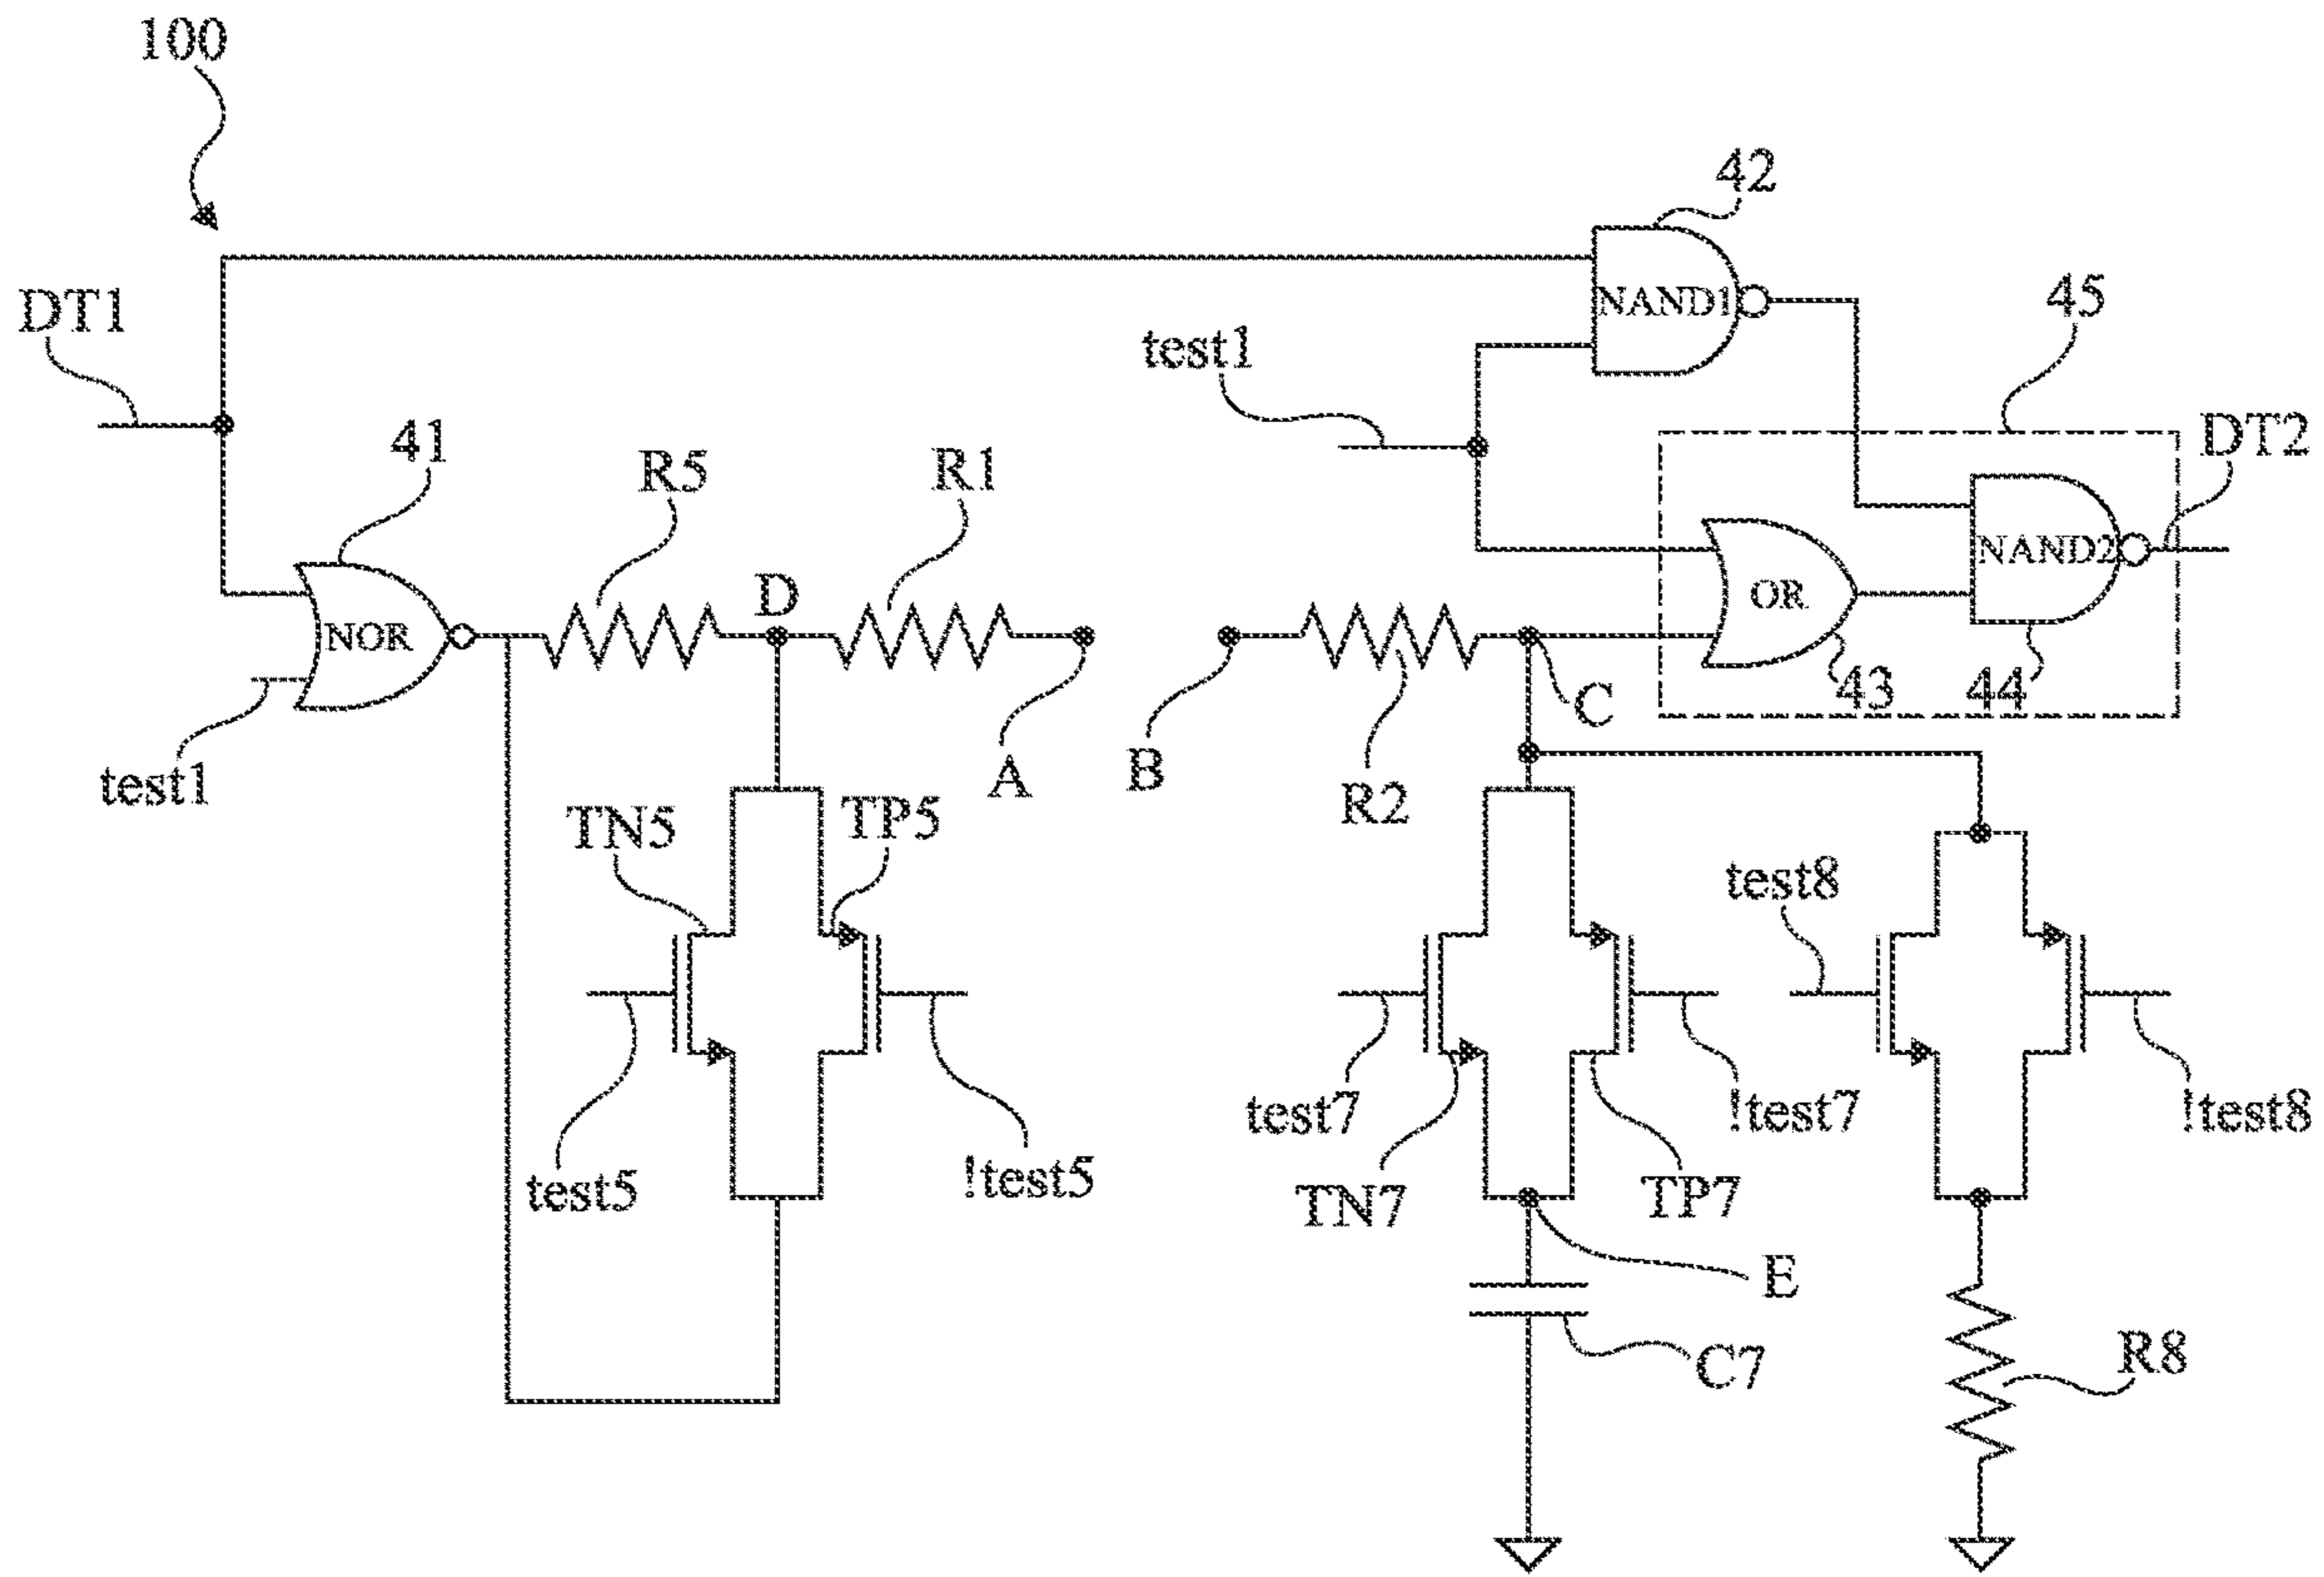 100
42
DT1
NAND1
45
test1
41
R5
R1
DT2
NAND2
NOR
D
OR
43
44
test1
A
B
R2
C
TN5
TP5
test8
test5
!test5
test7
!test7
!test8
TN7
TP7
E
C7
R8